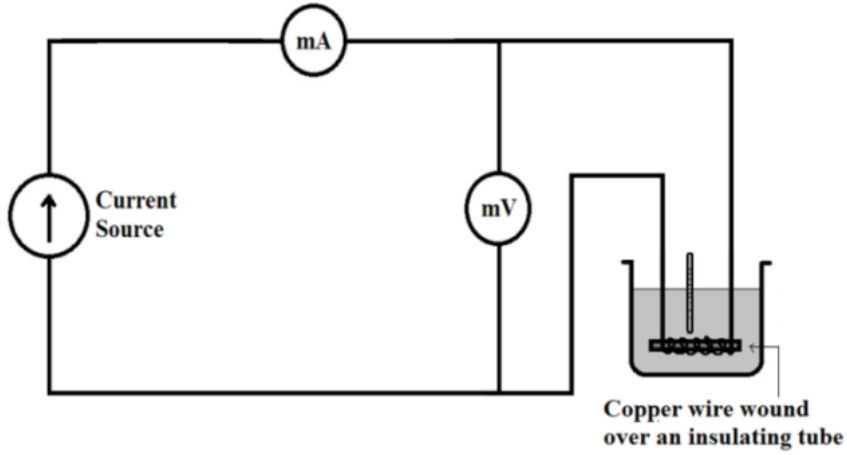 mA
Current
Source
mV
Copper wire wound
over an insulating tube